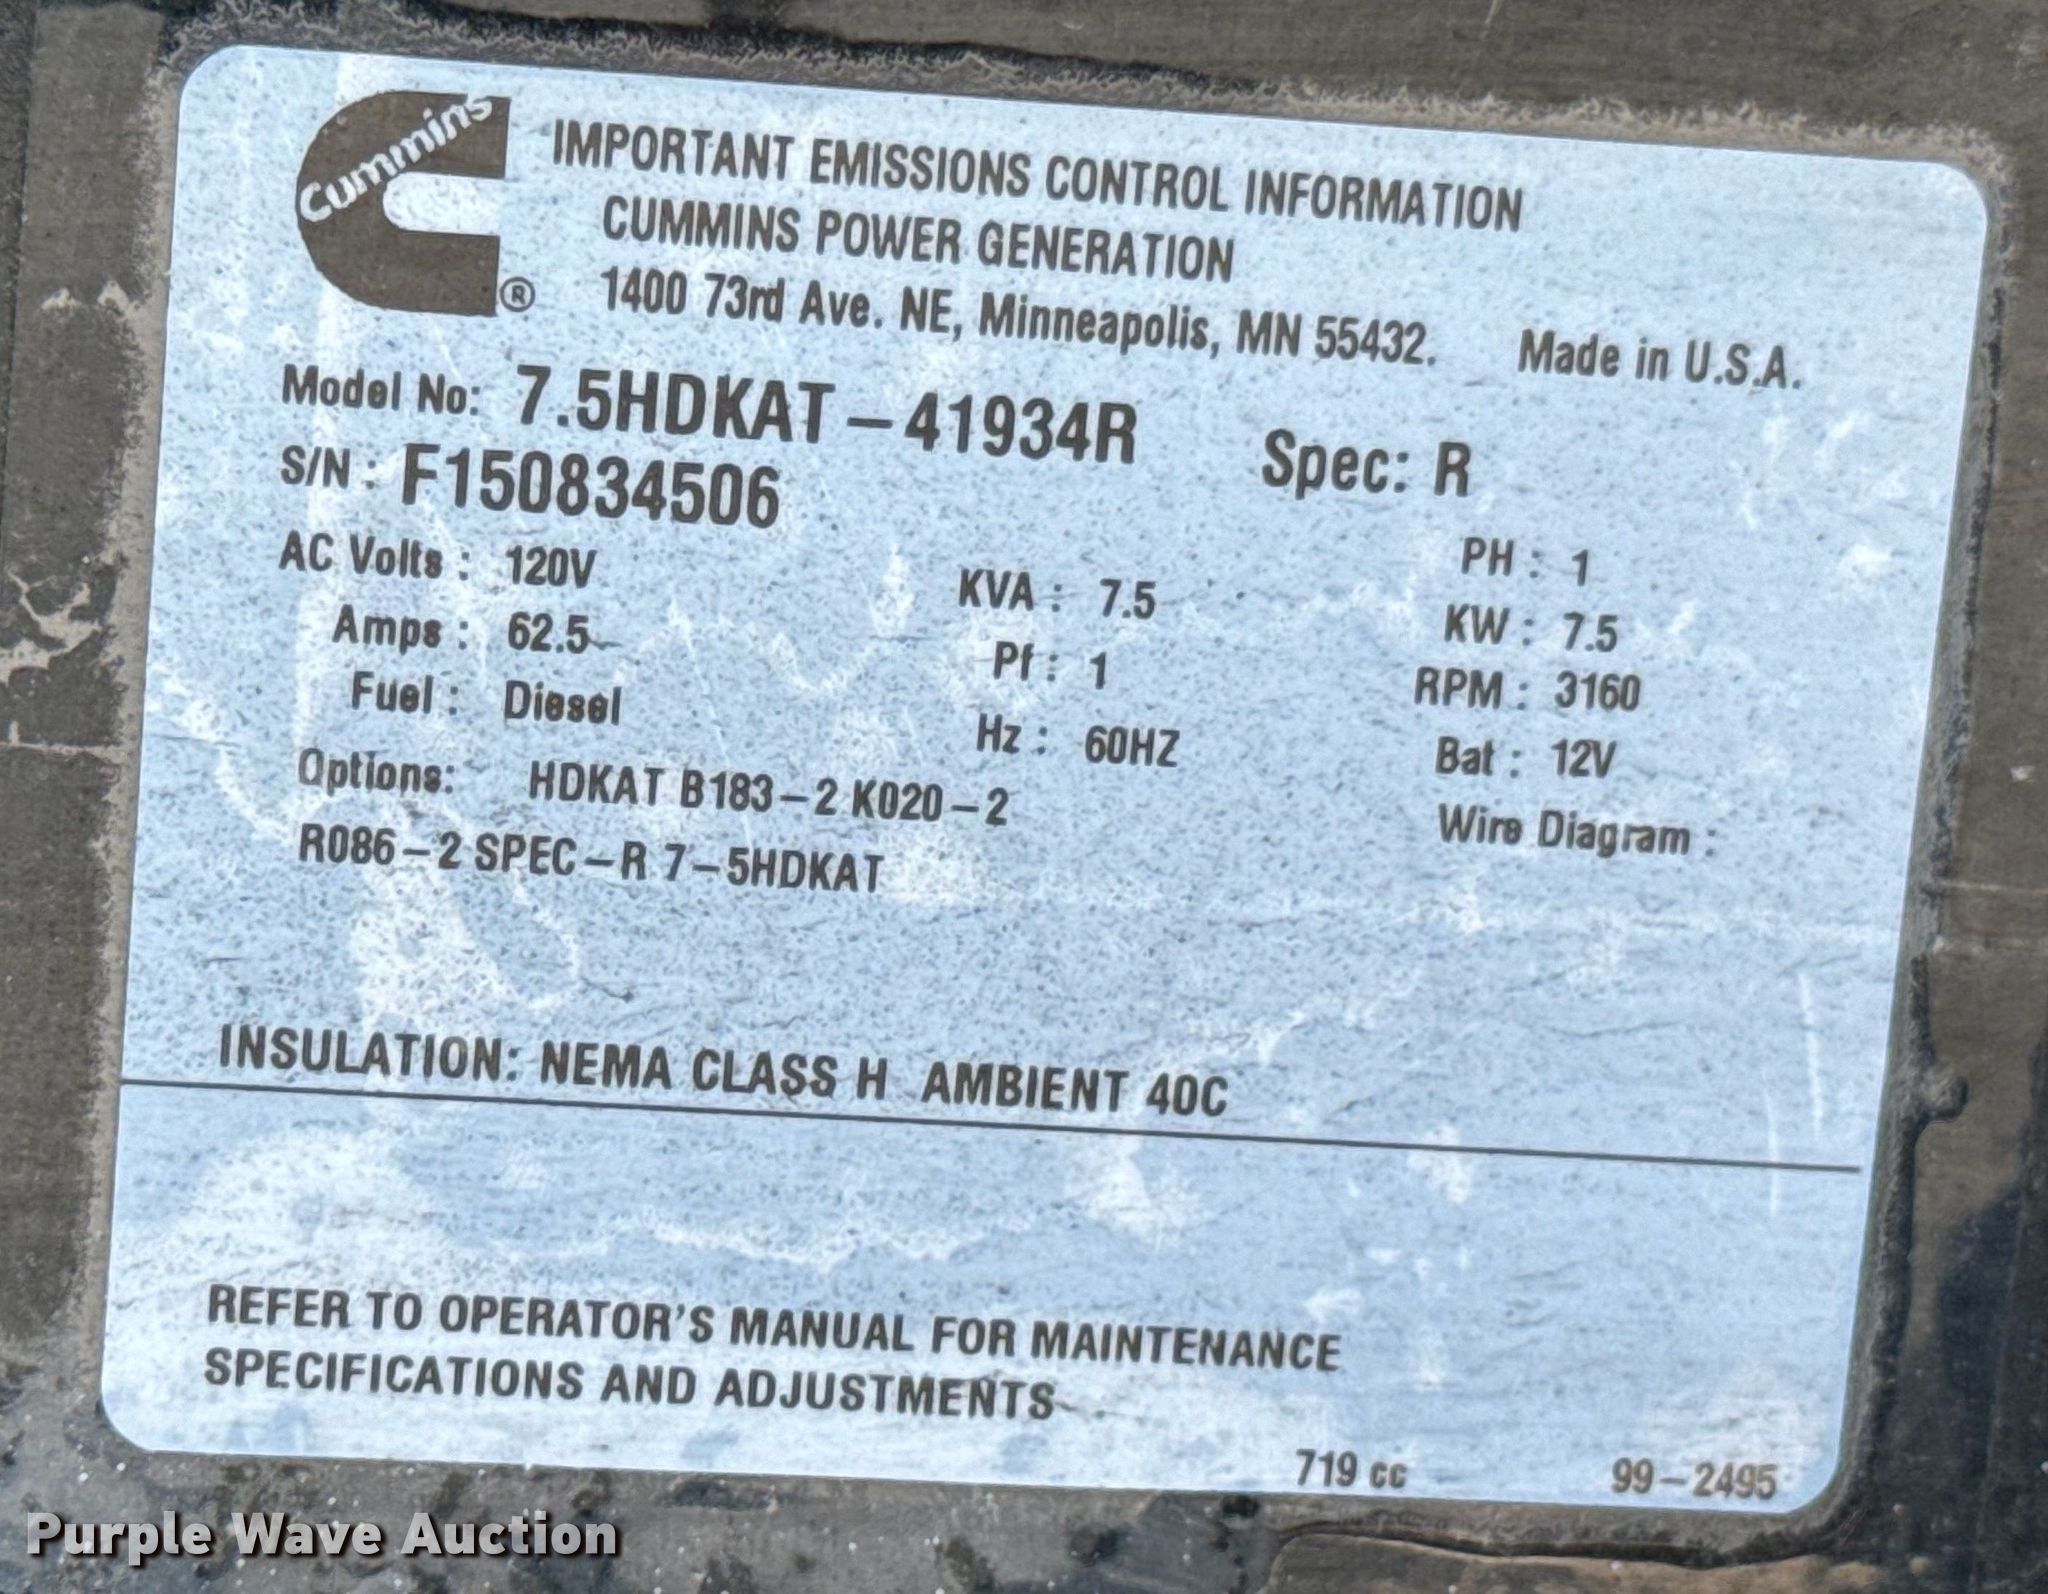 Cummins
®
IMPORTANT EMISSIONS CONTROL INFORMATION
CUMMINS POWER GENERATION
1400 73rd Ave. NE, Minneapolis, MN 55432. Made in U.S.A.
Model No: 7.5HDKAT-41934R Spec: R
S/N: F150834506
AC Volts: 120V KVA: 7.5 PH: 1
Amps: 62.5 Pf: 1 KW: 7.5
Fuel: Diesel Hz: 60HZ RPM: 3160
Bat: 12V
Options: HDKAT B183-2 K020-2 Wire Diagram:
R086-2 SPEC-R 7-5HDKAT
INSULATION: NEMA CLASS H AMBIENT 40C
REFER TO OPERATOR'S MANUAL FOR MAINTENANCE
SPECIFICATIONS AND ADJUSTMENTS
719 cc 99-2495
Purple Wave Auction